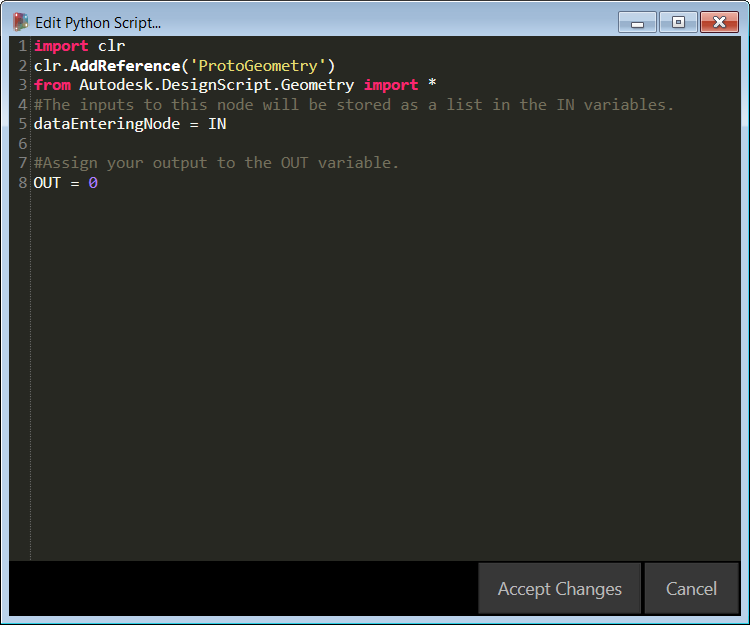 Edit Python Script...
1 import clr
2 clr.AddReference('ProtoGeometry')
3 from Autodesk.DesignScript.Geometry import *
4 #The inputs to this node will be stored as a list in the IN variables.
5 dataEnteringNode = IN
6
7 #Assign your output to the OUT variable.
8 OUT = 0
Accept Changes Cancel